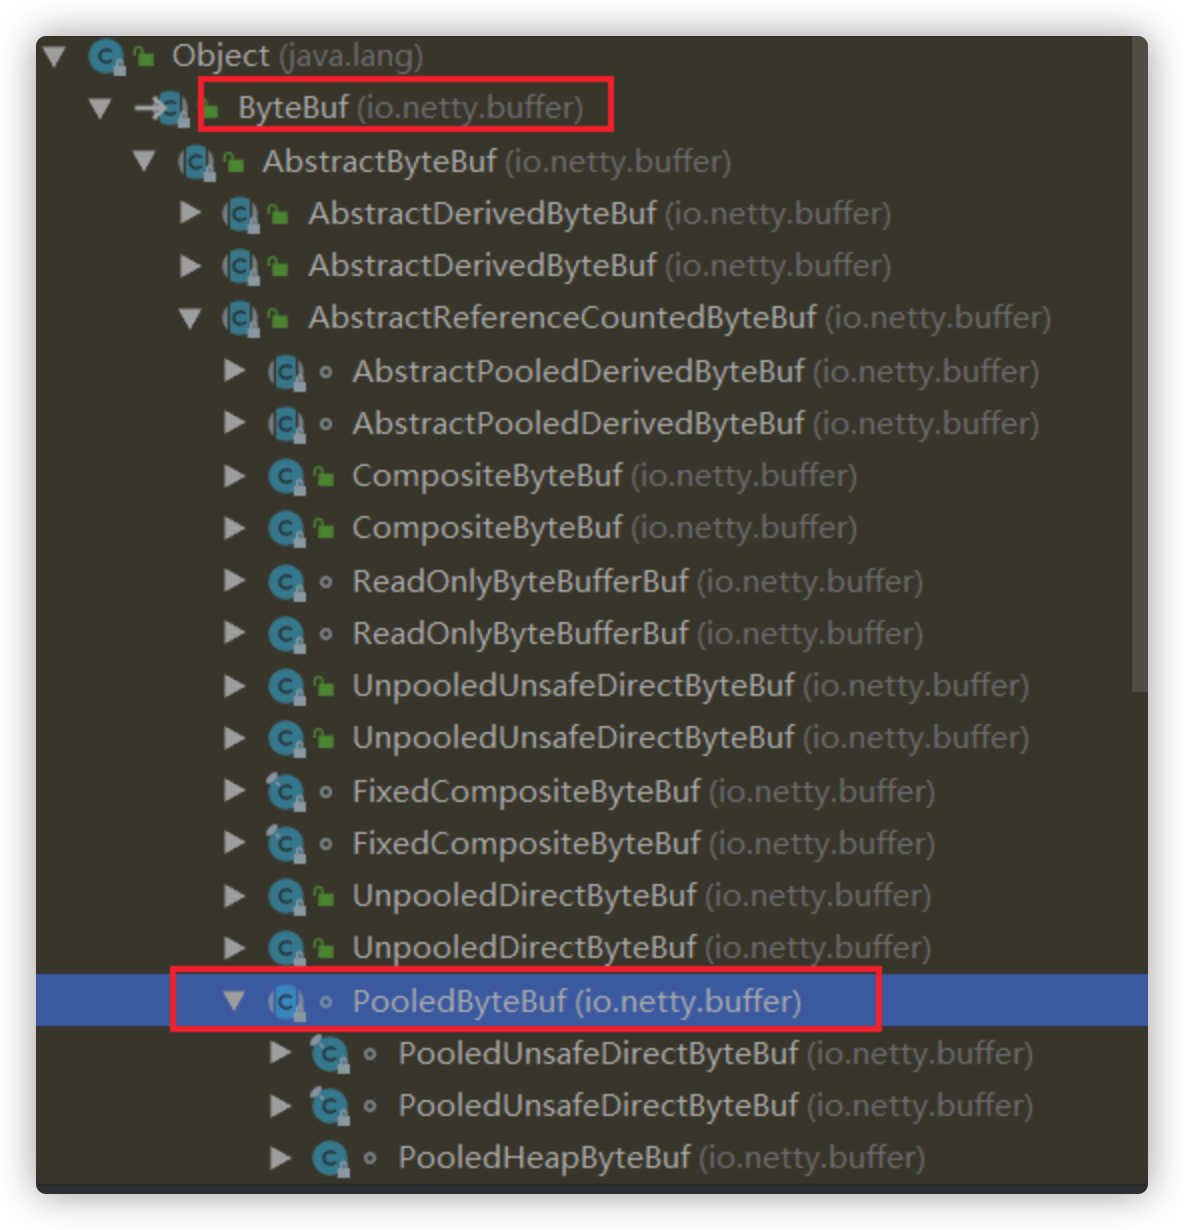 Object (java.lang)
ByteBuf (io.netty.buffer)
AbstractByteBuf (io.netty.buffer)
AbstractDerivedByteBuf (io.netty.buffer)
AbstractDerivedByteBuf (io.netty.buffer)
AbstractReferenceCountedByteBuf (io.netty.buffer)
AbstractPooledDerivedByteBuf (io.netty.buffer)
AbstractPooledDerivedByteBuf (io.netty.buffer)
CompositeByteBuf (io.netty.buffer)
CompositeByteBuf (io.netty.buffer)
ReadOnlyByteBufferBuf (io.netty.buffer)
ReadOnlyByteBufferBuf (io.netty.buffer)
UnpooledUnsafeDirectByteBuf (io.netty.buffer)
UnpooledUnsafeDirectByteBuf (io.netty.buffer)
FixedCompositeByteBuf (io.netty.buffer)
FixedCompositeByteBuf (io.netty.buffer)
UnpooledDirectByteBuf (io.netty.buffer)
UnpooledDirectByteBuf (io.netty.buffer)
PooledByteBuf (io.netty.buffer)
PooledUnsafeDirectByteBuf (io.netty.buffer)
PooledUnsafeDirectByteBuf (io.netty.buffer)
PooledHeapByteBuf (io.netty.buffer)